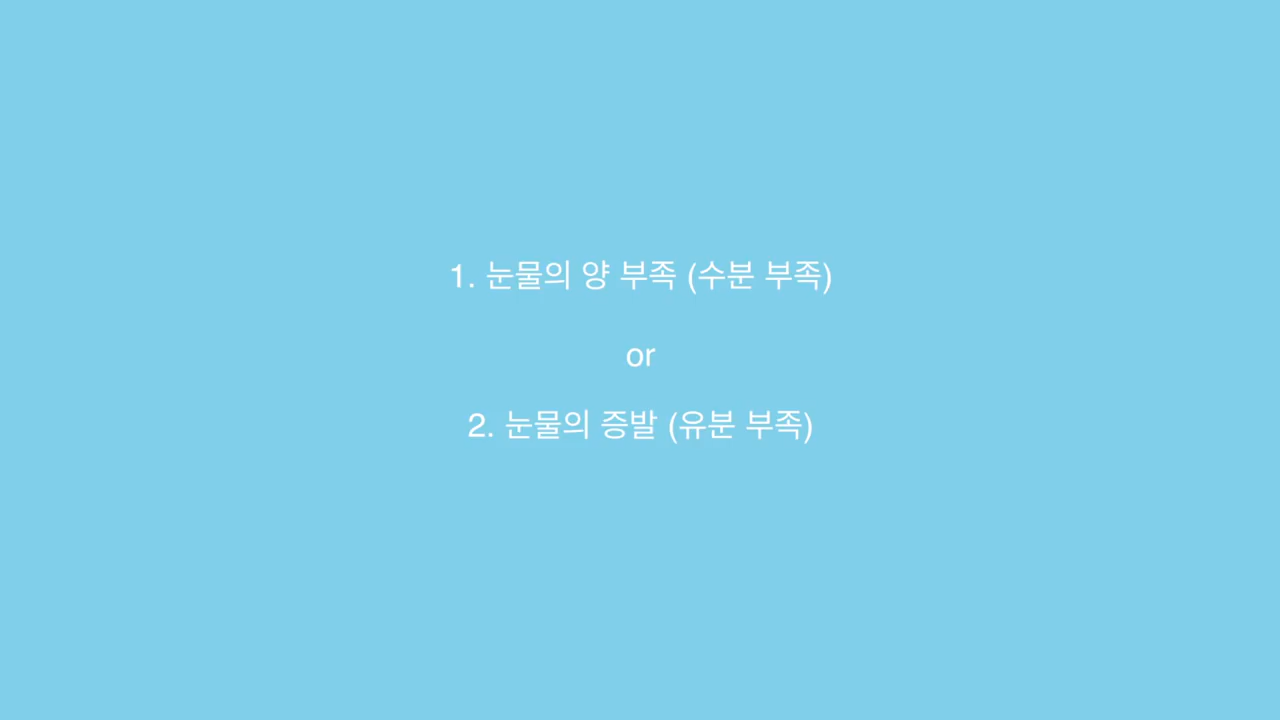 1. 눈물의 양 부족 (수분 부족)
or
2. 눈물의 증발 (유분 부족)